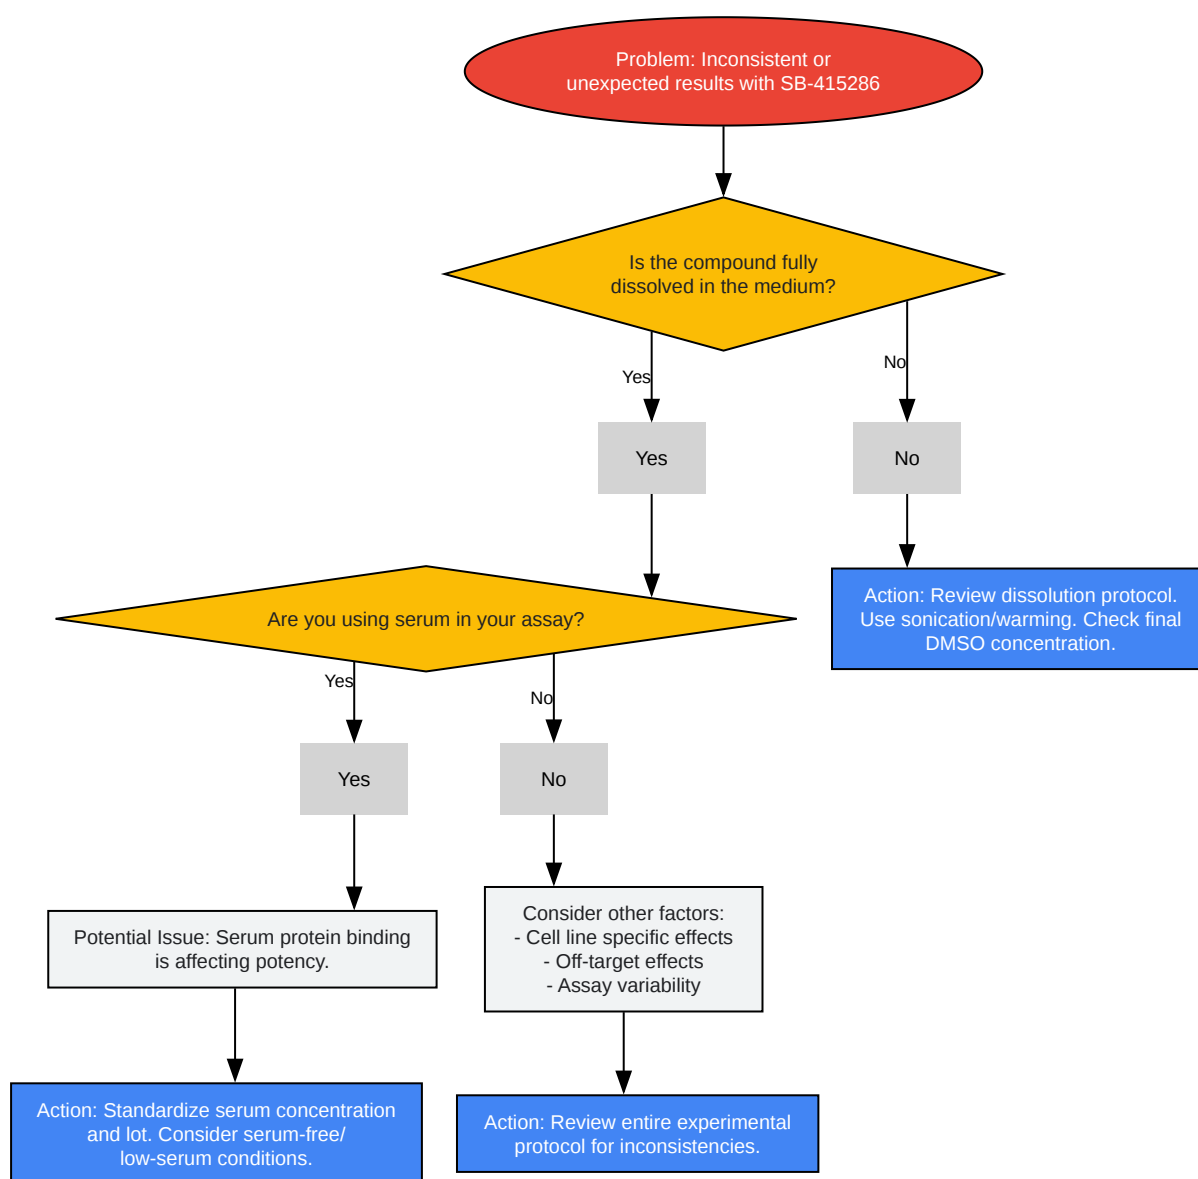 Problem: Inconsistent or
unexpected results with SB-415286
Is the compound fully
dissolved in the medium?
Yes
No
Yes
No
Action: Review dissolution protocol.
Use sonication/warming. Check final
DMSO concentration.
Are you using serum in your assay?
Yes
No
Yes
No
Potential Issue: Serum protein binding
is affecting potency.
Consider other factors:
- Cell line specific effects
- Off-target effects
- Assay variability
Action: Standardize serum concentration
and lot. Consider serum-free/
low-serum conditions.
Action: Review entire experimental
protocol for inconsistencies.